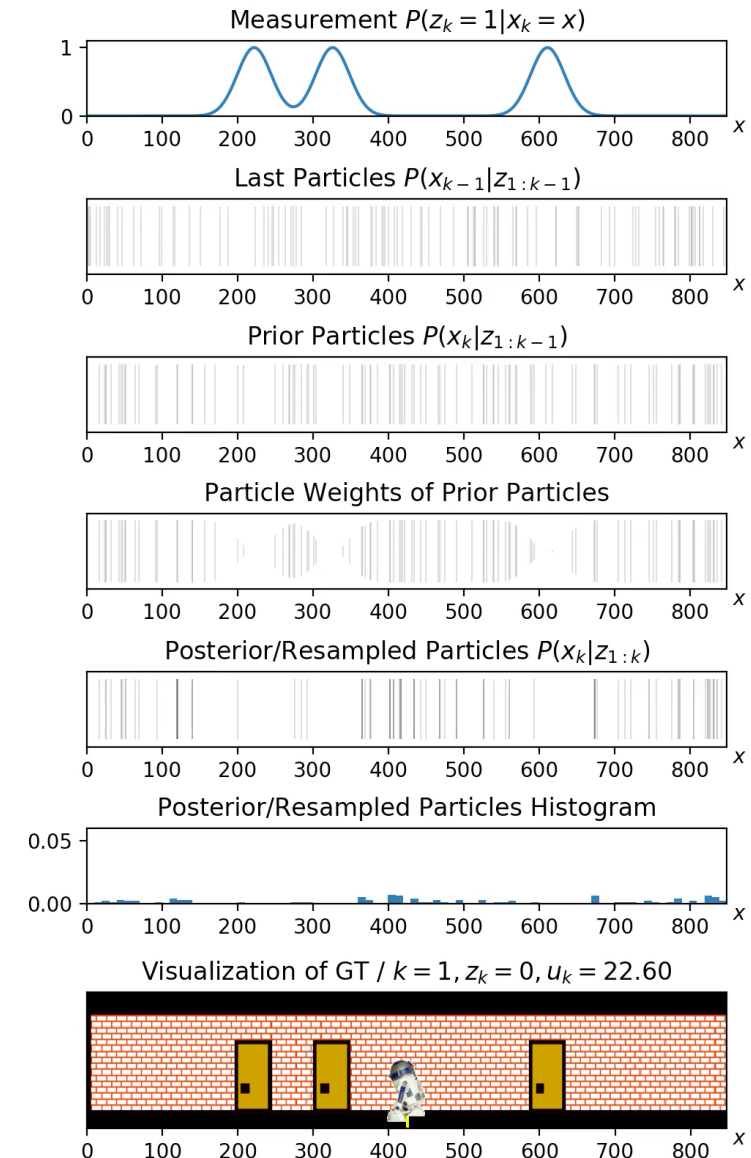 Measurement P(z_k = 1|x_k = x)
1
0
0 100 200 300 400 500 600 700 800 x
Last Particles P(x_{k−1}|z_{1:k−1})
0 100 200 300 400 500 600 700 800 x
Prior Particles P(x_k|z_{1:k−1})
0 100 200 300 400 500 600 700 800 x
Particle Weights of Prior Particles
0 100 200 300 400 500 600 700 800 x
Posterior/Resampled Particles P(x_k|z_{1:k})
0 100 200 300 400 500 600 700 800 x
Posterior/Resampled Particles Histogram
0.05
0.00
0 100 200 300 400 500 600 700 800 x
Visualization of GT / k = 1, z_k = 0, u_k = 22.60
0 100 200 300 400 500 600 700 800 x